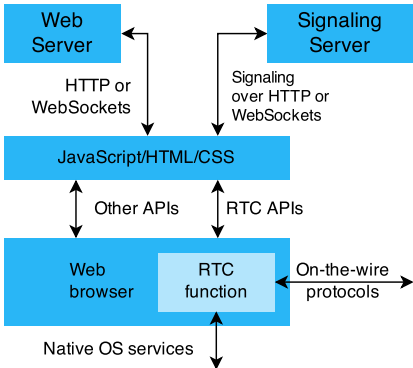 Web
Server
Signaling
Server
HTTP or
WebSockets
Signaling
over HTTP or
WebSockets
JavaScript/HTML/CSS
Other APIs
RTC APIs
Web
browser
RTC
function
On-the-wire
protocols
Native OS services